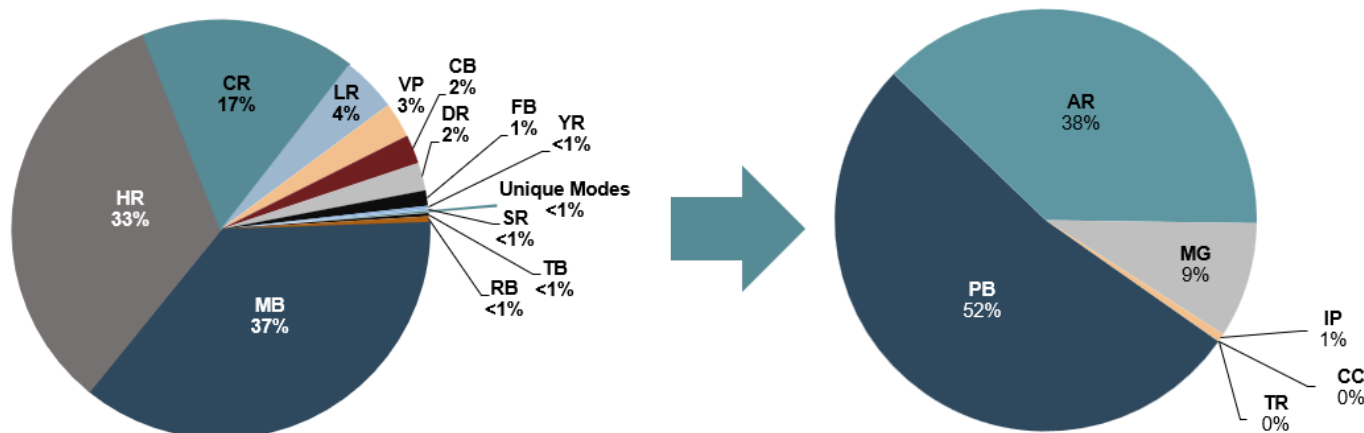 CR
17%
LR
4%
VP
3%
CB
2%
DR
2%
FB
1%
YR
<1%
Unique Modes
<1%
SR
<1%
TB
<1%
RB
<1%
MB
37%
HR
33%
AR
38%
MG
9%
IP
1%
CC
0%
TR
0%
PB
52%